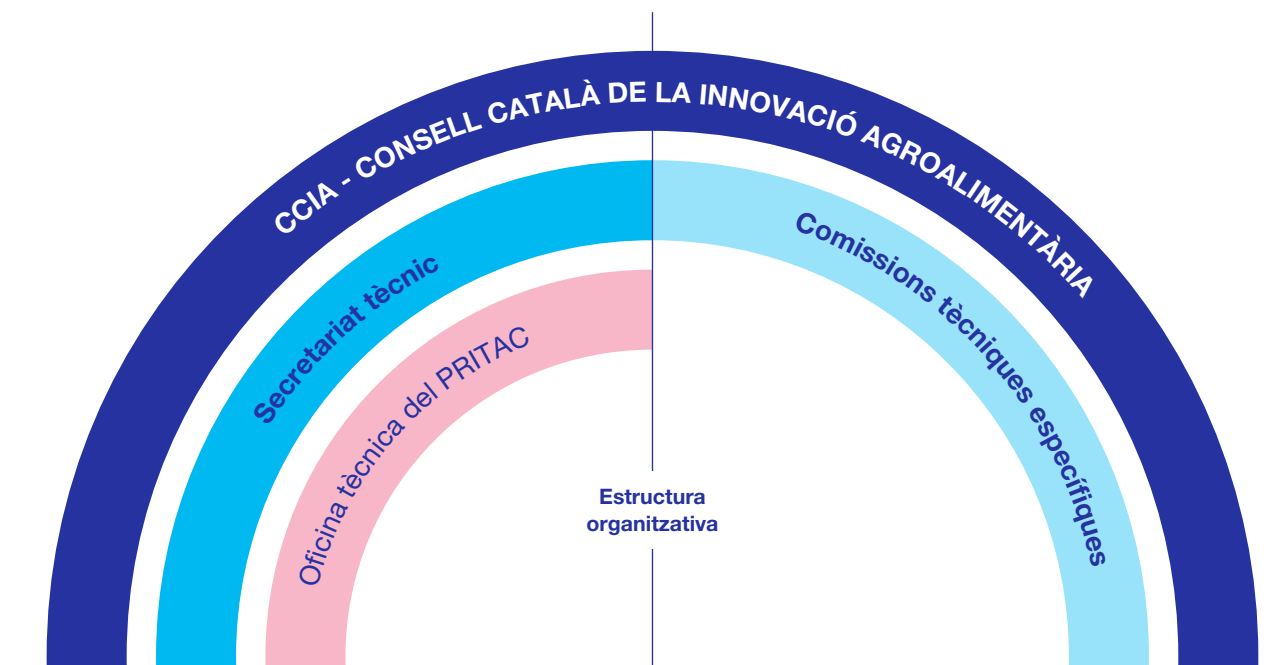 CCIA - CONSELL CATALÀ DE LA INNOVACIÓ AGROALIMENTÀRIA
Secretariat tècnic
Comissions tècniques específiques
Oficina tècnica del PRITAC
Estructura
organitzativa